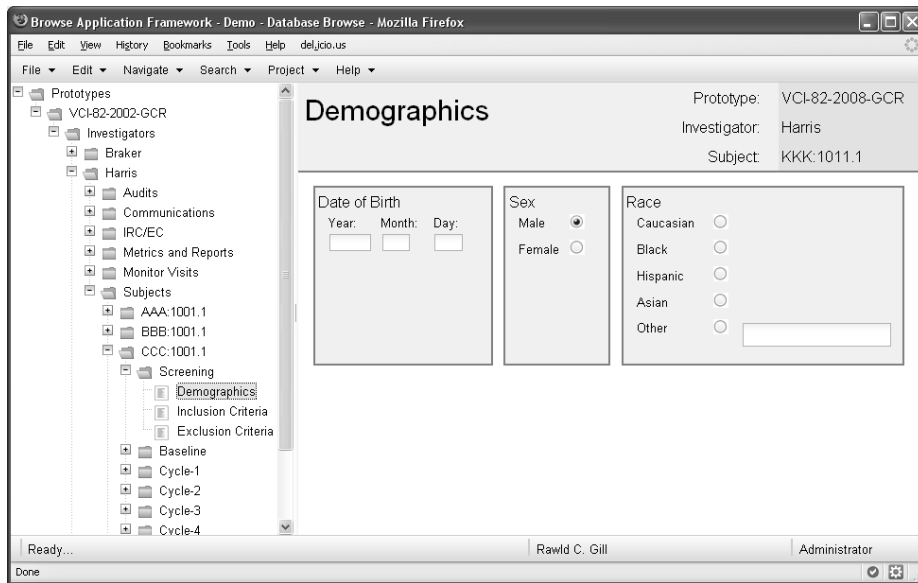 Browse Application Framework - Demo - Database Browse - Mozilla Firefox
File Edit View History Bookmarks Tools Help del.icio.us
File Edit Navigate Search Project Help
Prototypes
VCI-82-2002-GCR
Investigators
Braker
Harris
Audits
Communications
IRC/EC
Metrics and Reports
Monitor Visits
Subjects
AAA:1001.1
BBB:1001.1
CCC:1001.1
Screening
Demographics
Inclusion Criteria
Exclusion Criteria
Baseline
Cycle-1
Cycle-2
Cycle-3
Cycle-4
Demographics
Prototype: VCI-82-2008-GCR
Investigator: Harris
Subject: KKK:1011.1
Date of Birth
Year: Month: Day:
Sex
Male
Female
Race
Caucasian
Black
Hispanic
Asian
Other
Ready... Rawld C. Gill Administrator
Done